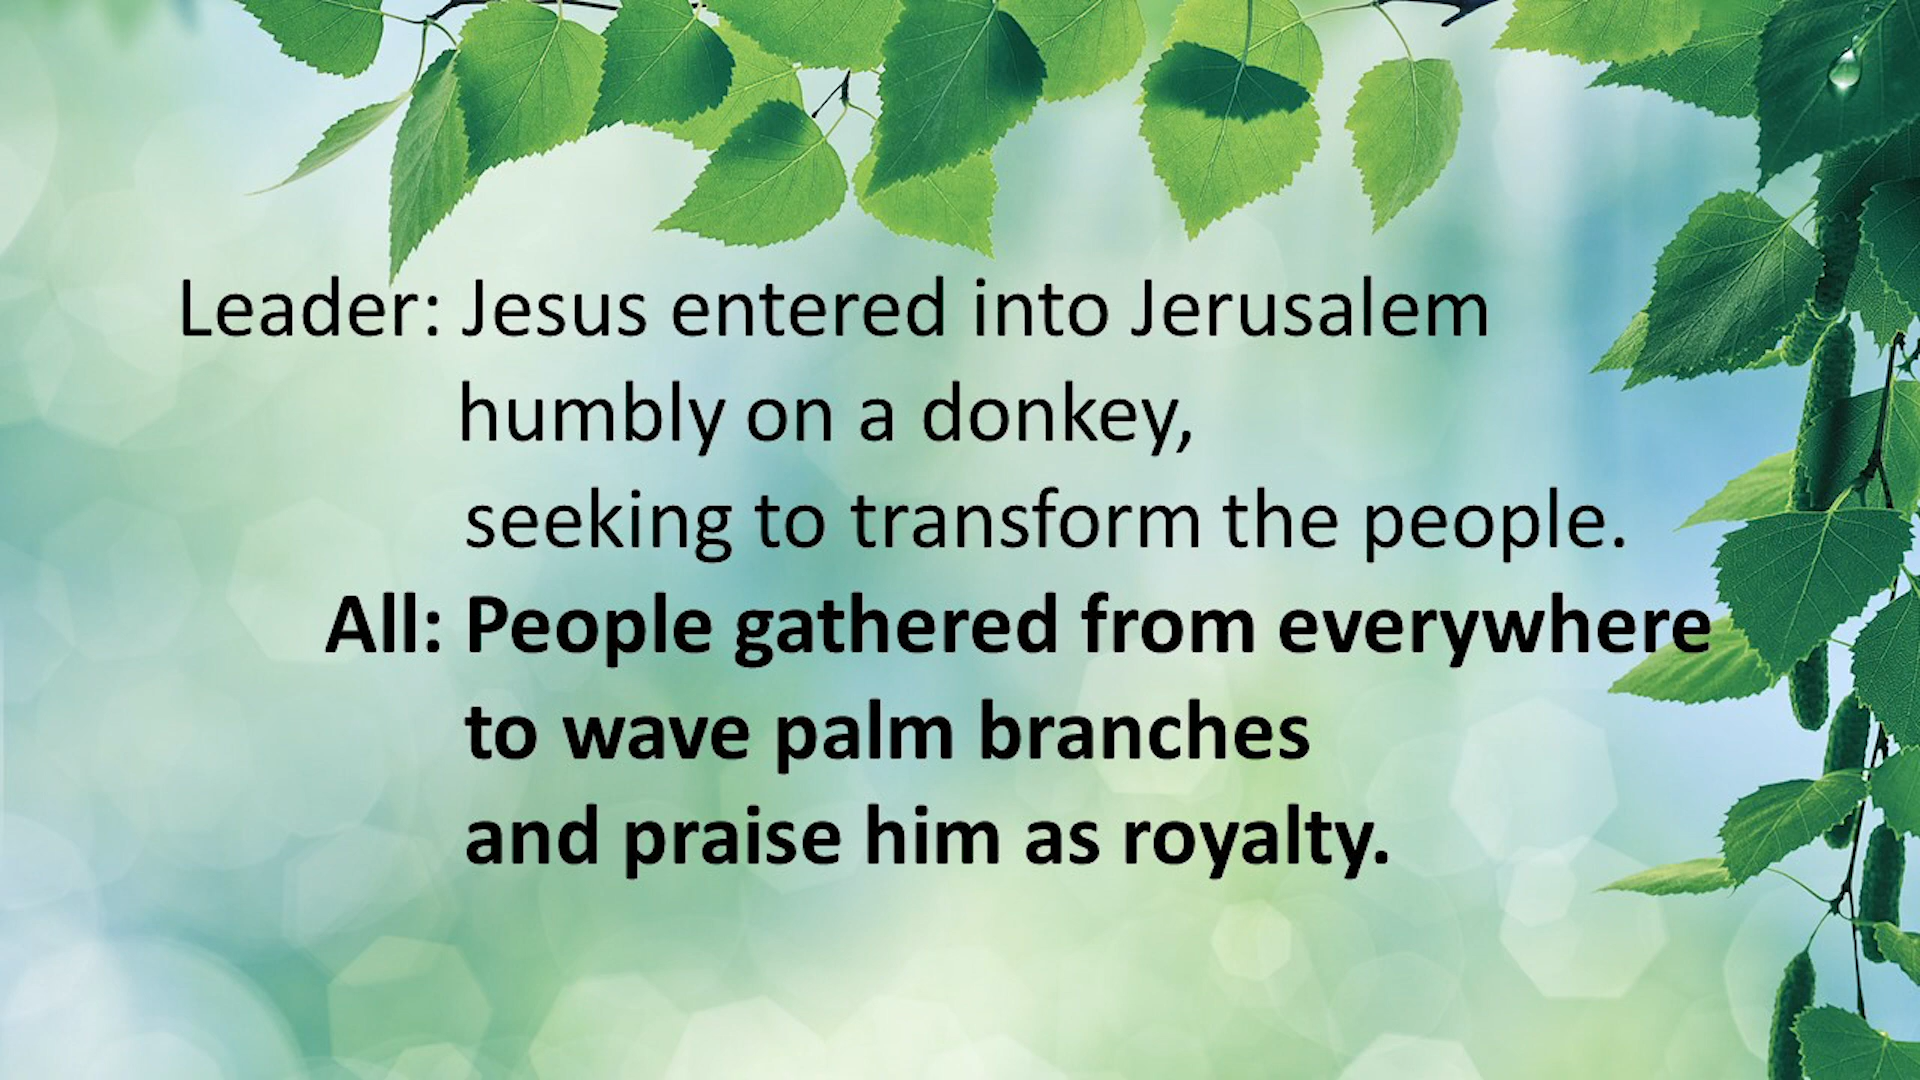 Leader: Jesus entered into Jerusalem
humbly on a donkey,
seeking to transform the people.
All: People gathered from everywhere
to wave palm branches
and praise him as royalty.